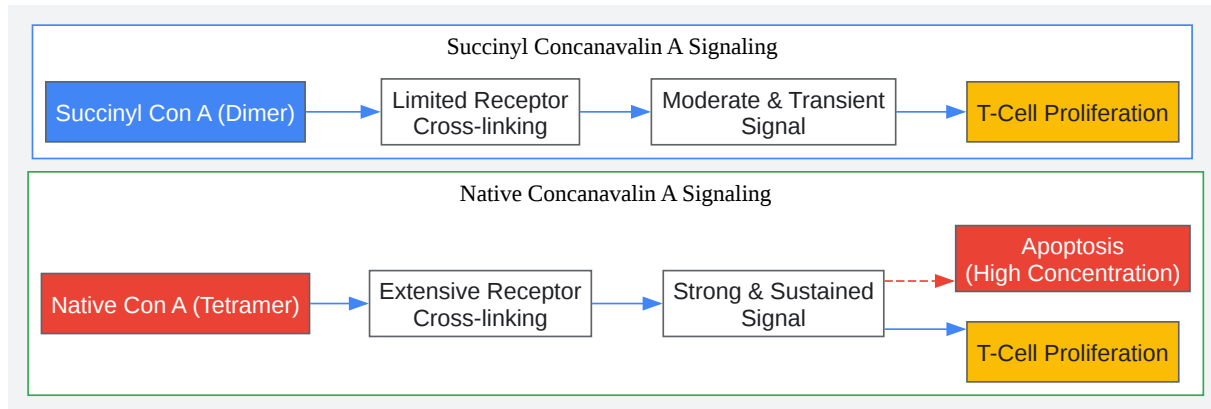 Succinyl Concanavalin A Signaling
Succinyl Con A (Dimer)
Limited Receptor
Cross-linking
Moderate & Transient
Signal
T-Cell Proliferation
Native Concanavalin A Signaling
Native Con A (Tetramer)
Extensive Receptor
Cross-linking
Strong & Sustained
Signal
Apoptosis
(High Concentration)
T-Cell Proliferation